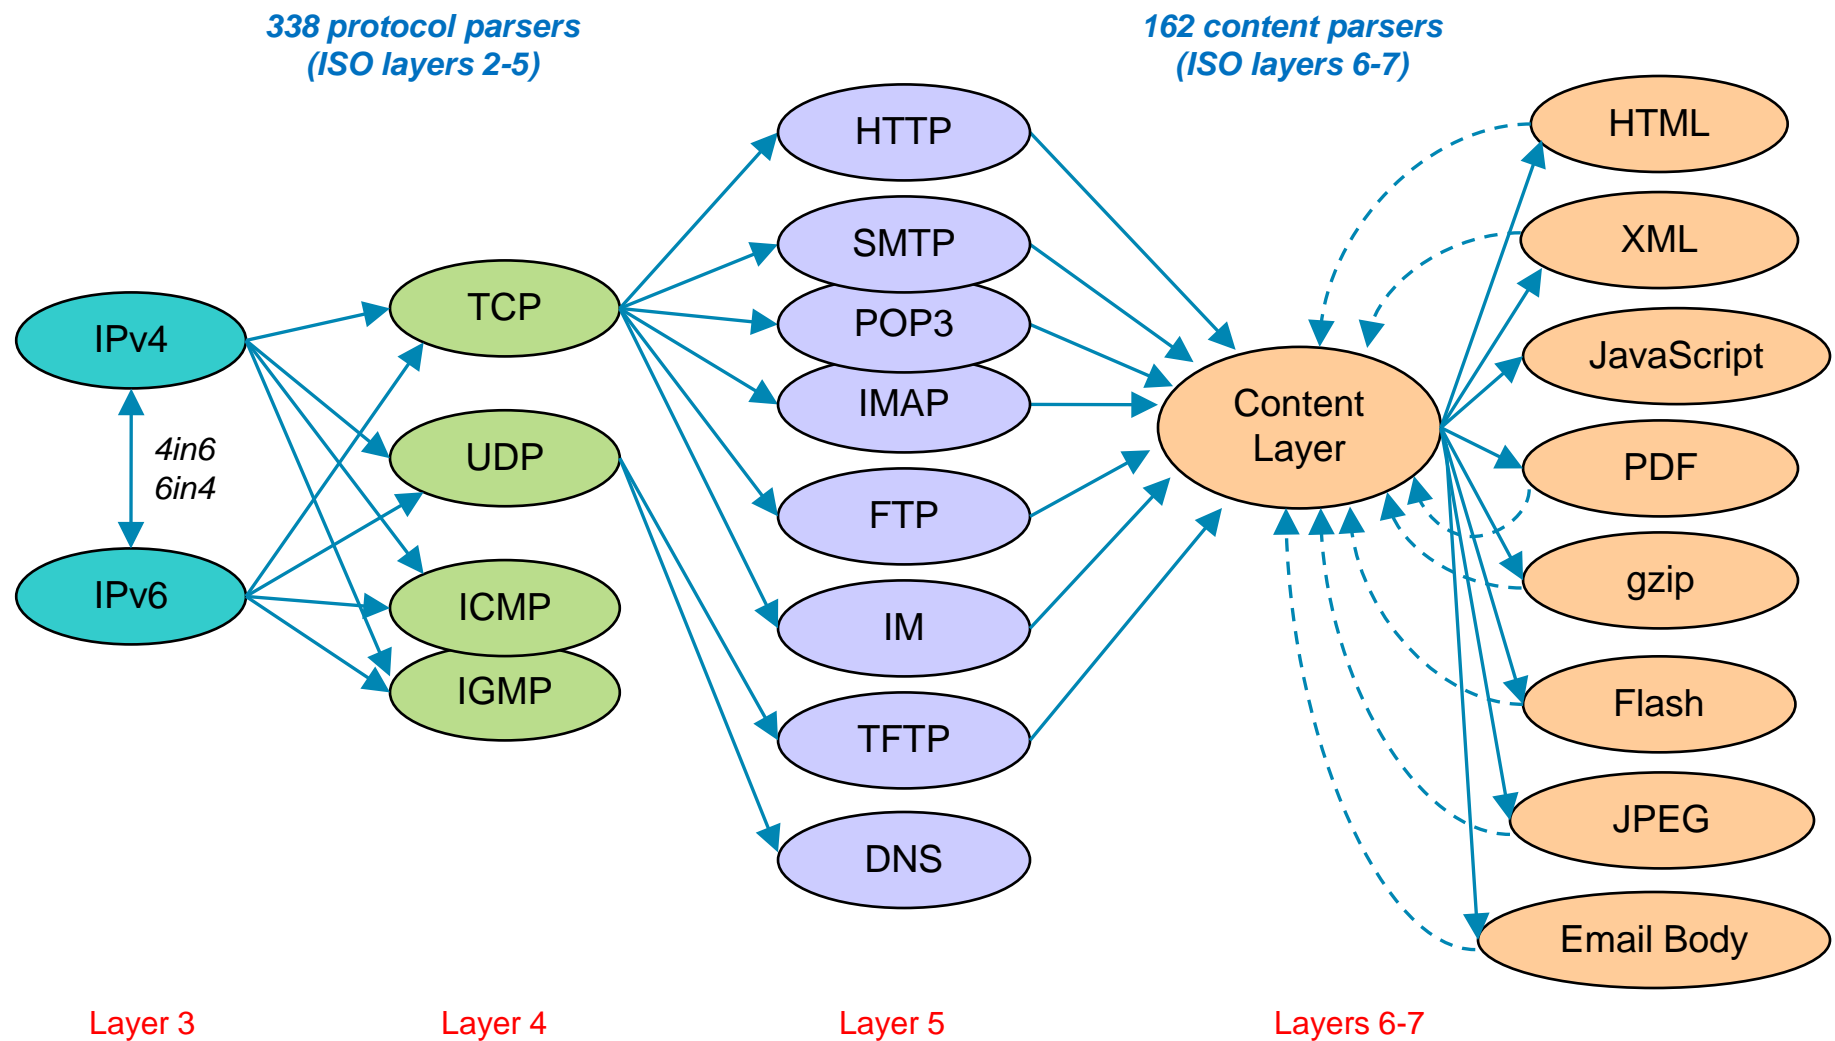 338 protocol parsers
(ISO layers 2-5)
162 content parsers
(ISO layers 6-7)
IPv4
4in6
6in4
IPv6
TCP
UDP
ICMP
IGMP
HTTP
SMTP
POP3
IMAP
FTP
IM
TFTP
DNS
Content
Layer
HTML
XML
JavaScript
PDF
gzip
Flash
JPEG
Email Body
Layer 3
Layer 4
Layer 5
Layers 6-7